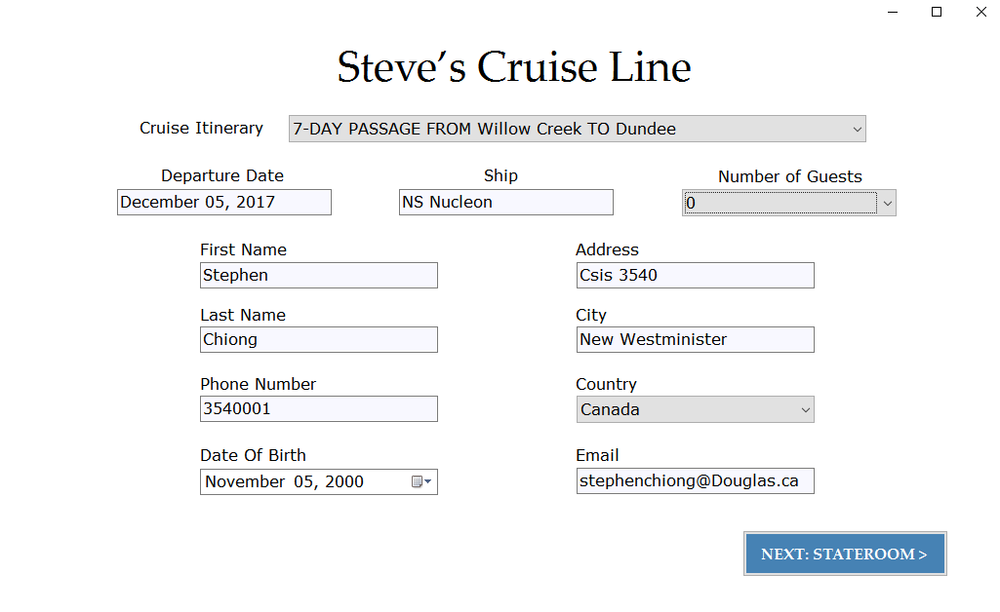 Steve's Cruise Line
Cruise Itinerary 7-DAY PASSAGE FROM Willow Creek TO Dundee
Departure Date Ship Number of Guests
December 05, 2017 NS Nucleon 0
First Name Address
Stephen Csis 3540
Last Name City
Chiong New Westminister
Phone Number Country
3540001 Canada
Date Of Birth Email
November 05, 2000 stephenchiong@Douglas.ca
NEXT: STATEROOM >